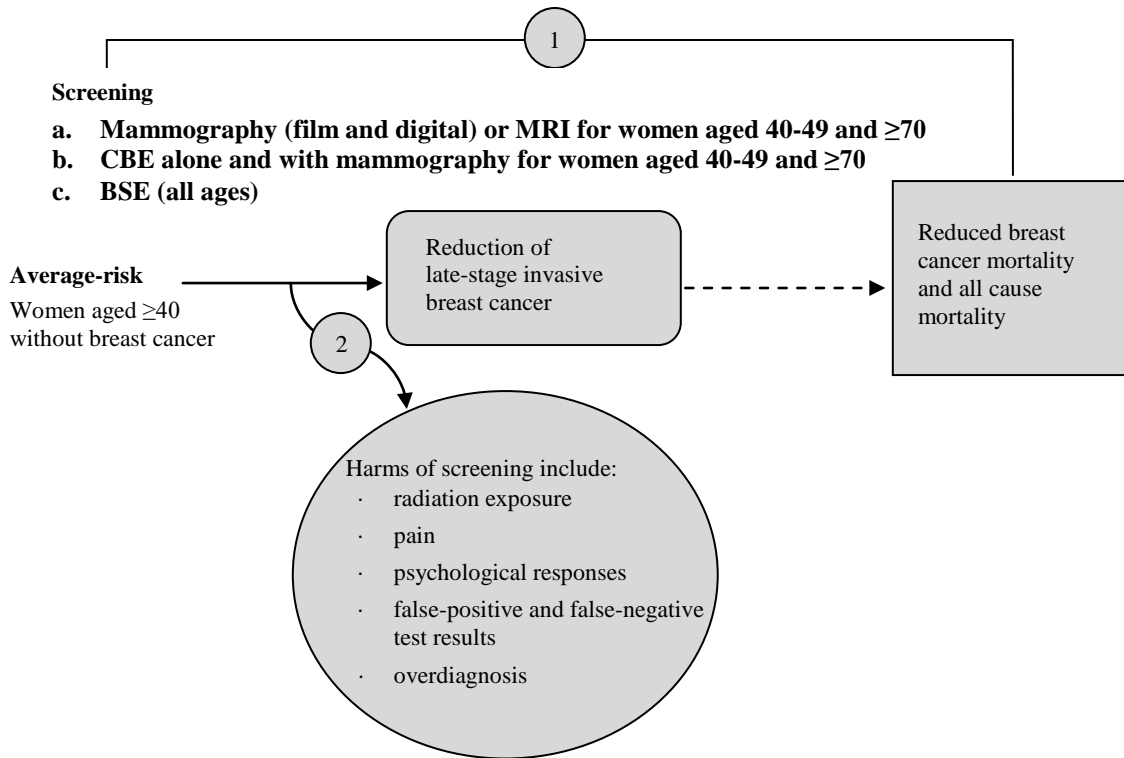 1
Screening
a. Mammography (film and digital) or MRI for women aged 40-49 and ≥70
b. CBE alone and with mammography for women aged 40-49 and ≥70
c. BSE (all ages)
Average-risk
Women aged ≥40
without breast cancer
Reduction of
late-stage invasive
breast cancer
Reduced breast
cancer mortality
and all cause
mortality
2
Harms of screening include:
· radiation exposure
· pain
· psychological responses
· false-positive and false-negative
test results
· overdiagnosis